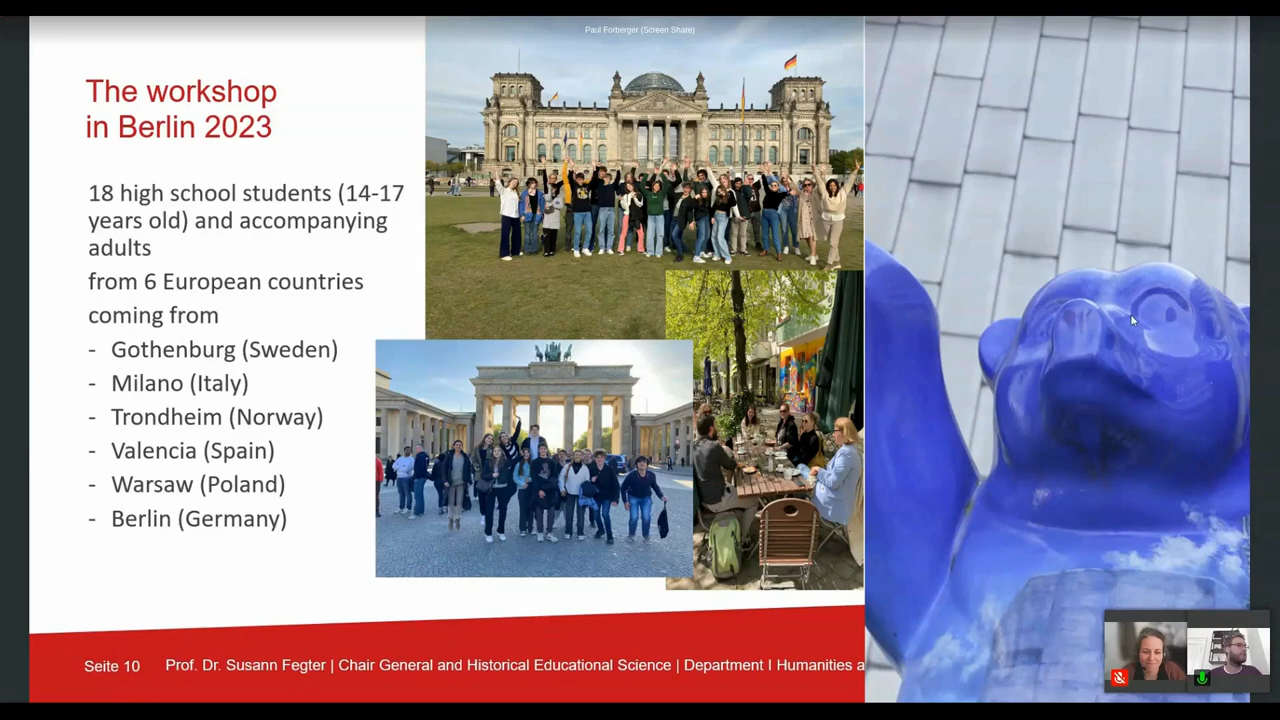 Paul Forberger (Screen Share)
The workshop
in Berlin 2023
18 high school students (14-17
years old) and accompanying
adults
from 6 European countries
coming from
- Gothenburg (Sweden)
- Milano (Italy)
- Trondheim (Norway)
- Valencia (Spain)
- Warsaw (Poland)
- Berlin (Germany)
Seite 10 Prof. Dr. Susann Fegter | Chair General and Historical Educational Science | Department I Humanities a